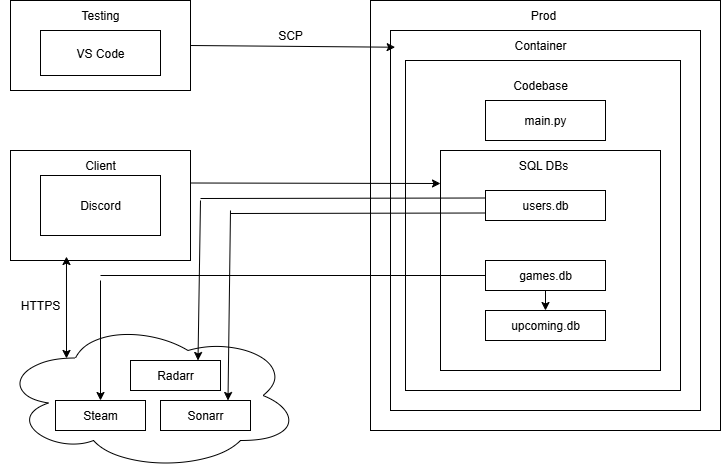 Testing
VS Code
SCP
Prod
Container
Codebase
main.py
Client
Discord
SQL DBs
users.db
games.db
upcoming.db
HTTPS
Radarr
Steam
Sonarr